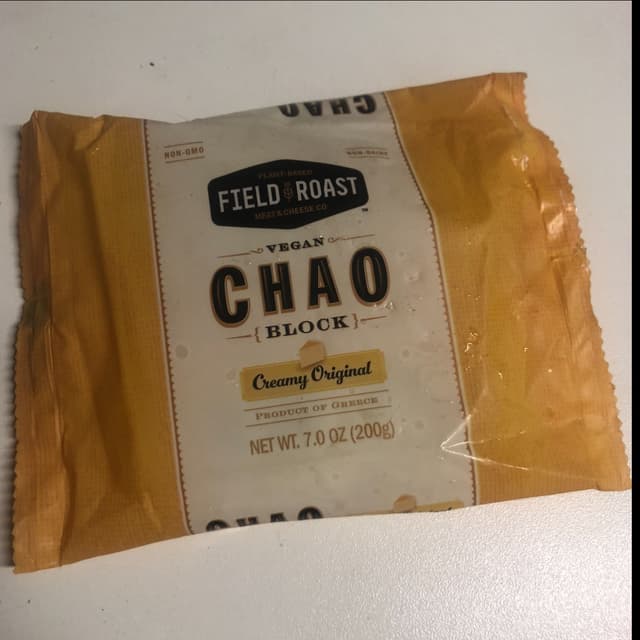 CHAO
NON-GMO
NON-DAIRY
PLANT-BASED
FIELD ROAST
MEAT & CHEESE CO.
™
VEGAN
CHAO
{BLOCK}
Creamy Original
PRODUCT OF GREECE
NET WT. 7.0 OZ (200g)
CHAO